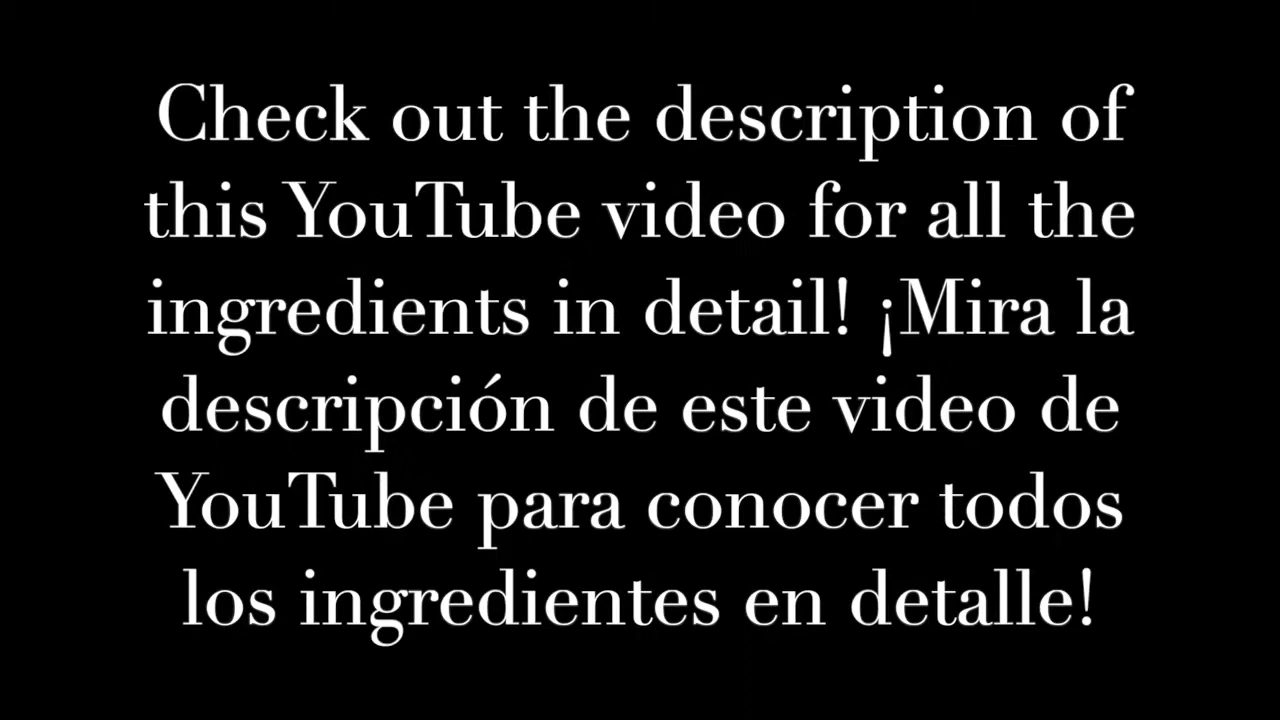 Check out the description of
this YouTube video for all the
ingredients in detail! ¡Mira la
descripción de este video de
YouTube para conocer todos
los ingredientes en detalle!